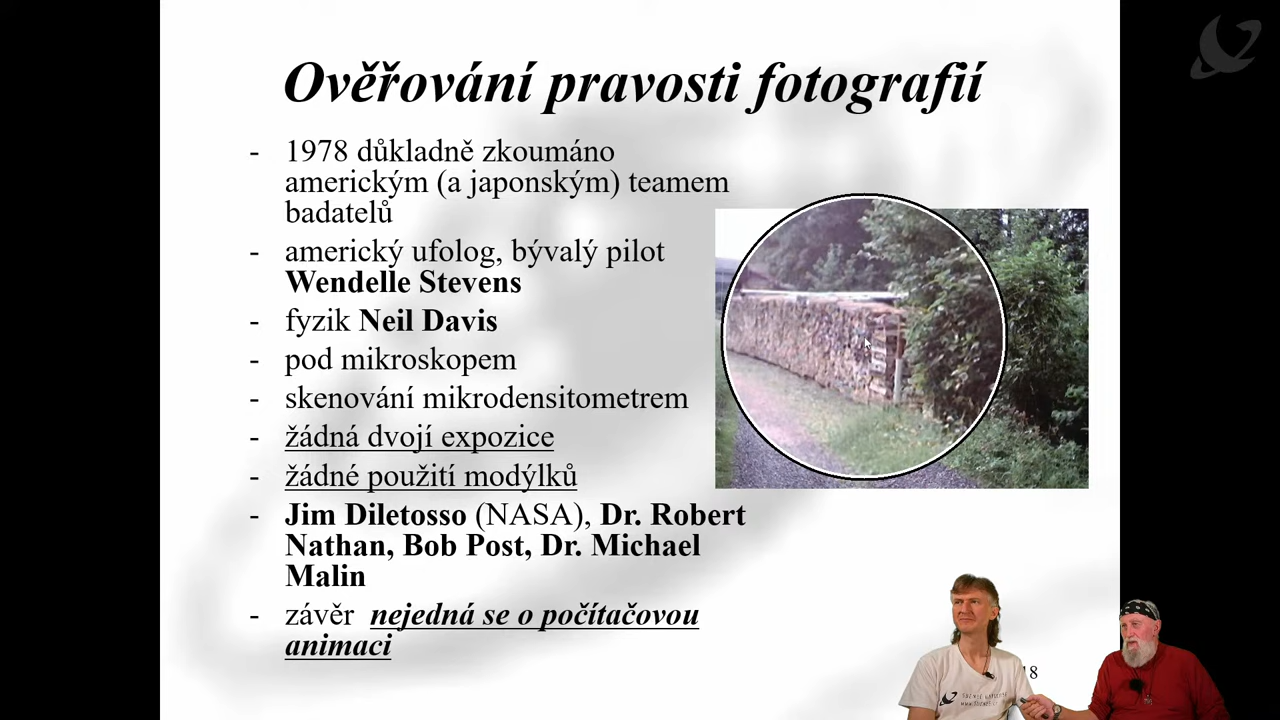 Ověřování pravosti fotografií
- 1978 důkladně zkoumáno
americkým (a japonským) teamem
badatelů
- americký ufolog, bývalý pilot
Wendelle Stevens
- fyzik Neil Davis
- pod mikroskopem
- skenování mikrodensitometrem
- žádná dvojí expozice
- žádné použití modýlků
- Jim Diletosso (NASA), Dr. Robert
Nathan, Bob Post, Dr. Michael
Malin
- závěr nejedná se o počítačovou
animaci
18